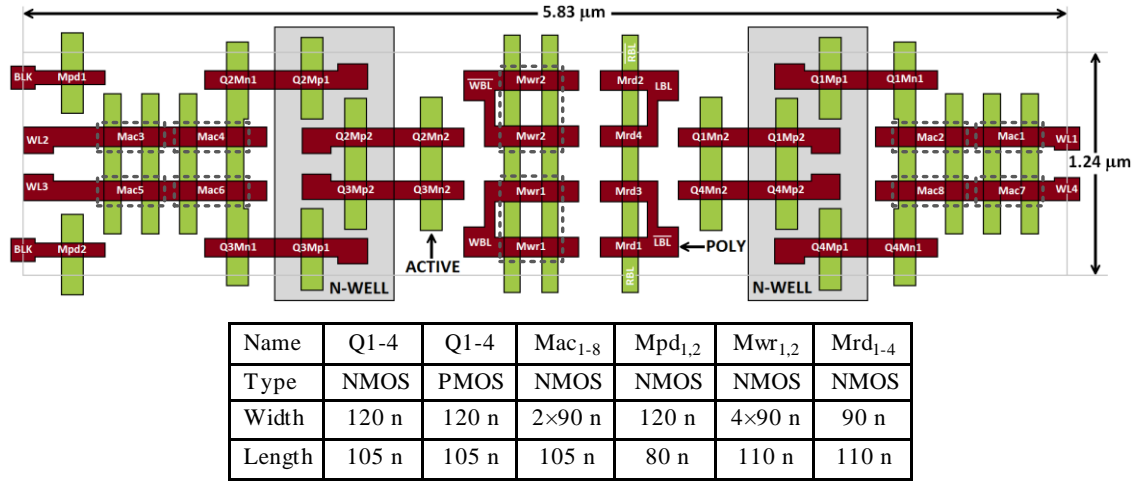 5.83 μm
BLK Mpd1 Q2Mn1 Q2Mp1 WBL Mwr2 RBL Mrd2 LBL Q1Mp1 Q1Mn1
WL2 Mac3 Mac4 Q2Mp2 Q2Mn2 Mwr2 Mrd4 Q1Mn2 Q1Mp2 Mac2 Mac1 WL1
1.24 μm
WL3 Mac5 Mac6 Q3Mp2 Q3Mn2 Mwr1 Mrd3 Q4Mn2 Q4Mp2 Mac8 Mac7 WL4
BLK Mpd2 Q3Mn1 Q3Mp1 WBL Mwr1 Mrd1 LBL POLY Q4Mp1 Q4Mn1
ACTIVE RBL
N-WELL N-WELL
Name Q1-4 Q1-4 Mac1-8 Mpd1,2 Mwr1,2 Mrd1-4
Type NMOS PMOS NMOS NMOS NMOS NMOS
Width 120 n 120 n 2×90 n 120 n 4×90 n 90 n
Length 105 n 105 n 105 n 80 n 110 n 110 n